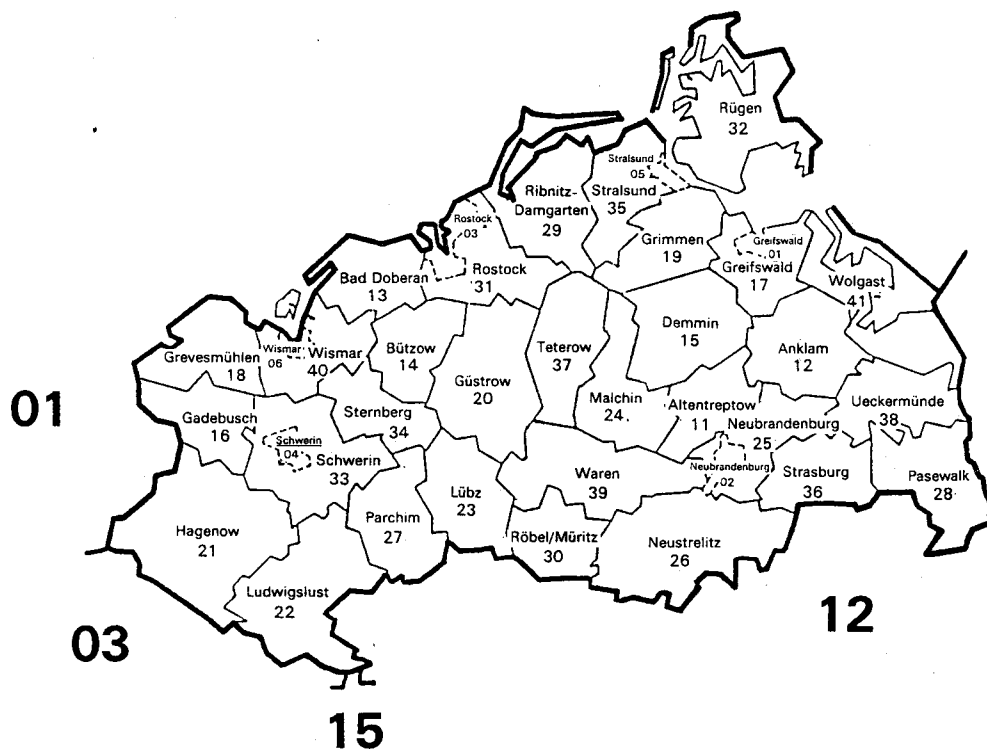 Rügen
32
Stralsund
05
Stralsund
35
Ribnitz-
Damgarten
29
Rostock
03
Grimmen
19
Greifswald
01
Greifswald
17
Wolgast
41
Rostock
31
Bad Doberan
13
Demmin
15
Wismar
06
Wismar
40
Grevesmühlen
18
Bützow
14
Teterow
37
Anklam
12
Güstrow
20
Malchin
24
Altentreptow
11
Ueckermünde
38
01
Gadebusch
16
Sternberg
34
Neubrandenburg
25
Schwerin
04
Schwerin
33
Waren
39
Neubrandenburg
02
Strasburg
36
Pasewalk
28
Lübz
23
Hagenow
21
Parchim
27
Röbel/Müritz
30
Neustrelitz
26
Ludwigslust
22
12
03
15